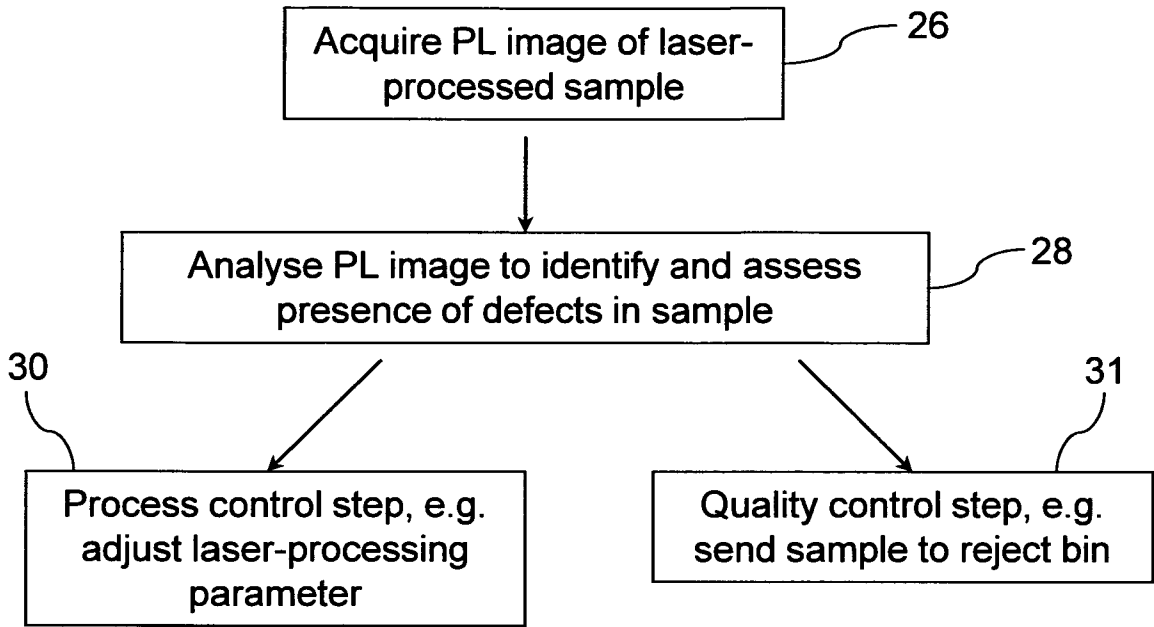 Acquire PL image of laser-
processed sample
26
Analyse PL image to identify and assess
presence of defects in sample
28
30
Process control step, e.g.
adjust laser-processing
parameter
31
Quality control step, e.g.
send sample to reject bin